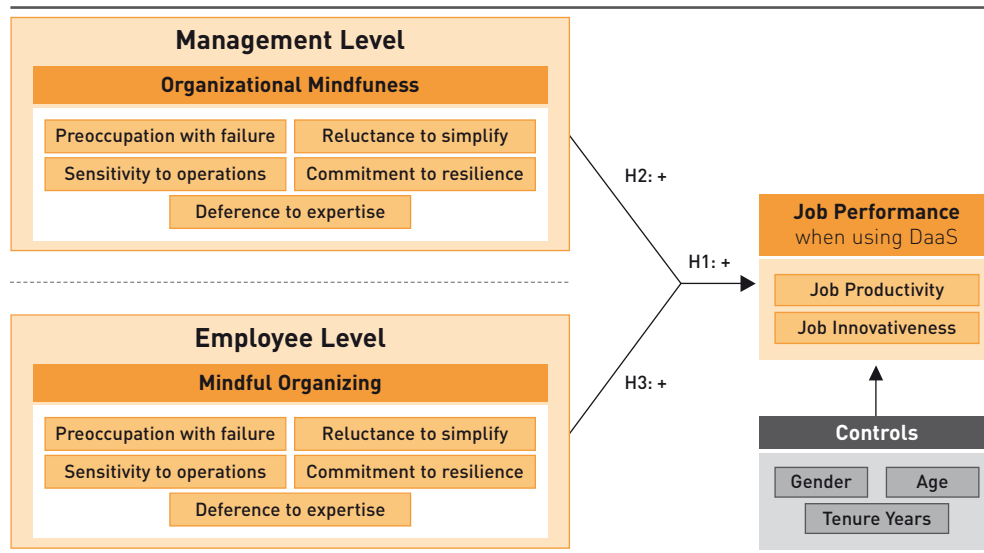 Management Level
Organizational Mindfuness
Preoccupation with failure
Reluctance to simplify
Sensitivity to operations
Commitment to resilience
Deference to expertise
Employee Level
Mindful Organizing
Preoccupation with failure
Reluctance to simplify
Sensitivity to operations
Commitment to resilience
Deference to expertise
H2: +
H1: +
H3: +
Job Performance
when using DaaS
Job Productivity
Job Innovativeness
Controls
Gender
Age
Tenure Years